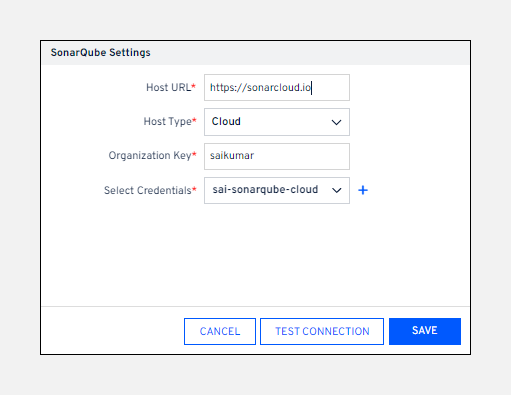 SonarQube Settings
Host URL* https://sonarcloud.io
Host Type* Cloud
Organization Key* saikumar
Select Credentials* sai-sonarqube-cloud +
CANCEL TEST CONNECTION SAVE